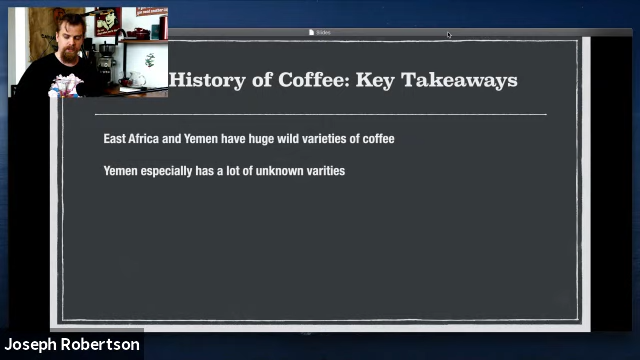 Slides
History of Coffee: Key Takeaways
East Africa and Yemen have huge wild varieties of coffee
Yemen especially has a lot of unknown varities
Joseph Robertson